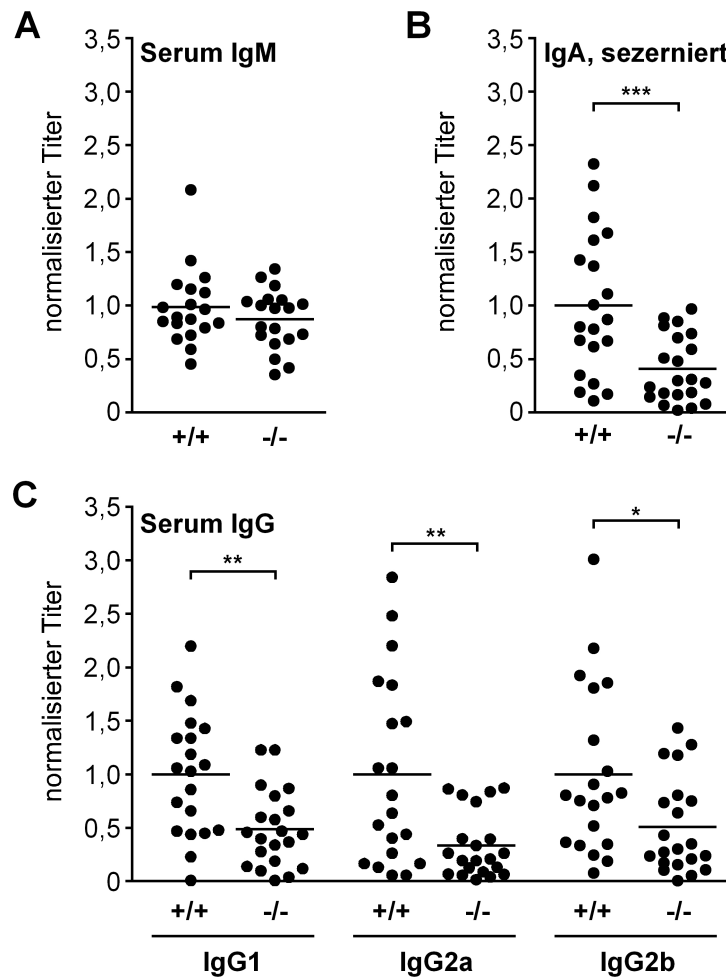 A
Serum IgM
normalisierter Titer
3,5
3,0
2,5
2,0
1,5
1,0
0,5
0
+/+ -/-
B
IgA, sezerniert
normalisierter Titer
***
3,5
3,0
2,5
2,0
1,5
1,0
0,5
0
+/+ -/-
C
Serum IgG
normalisierter Titer
3,5
3,0
2,5
2,0
1,5
1,0
0,5
0
** ** *
+/+ -/- +/+ -/- +/+ -/-
IgG1 IgG2a IgG2b